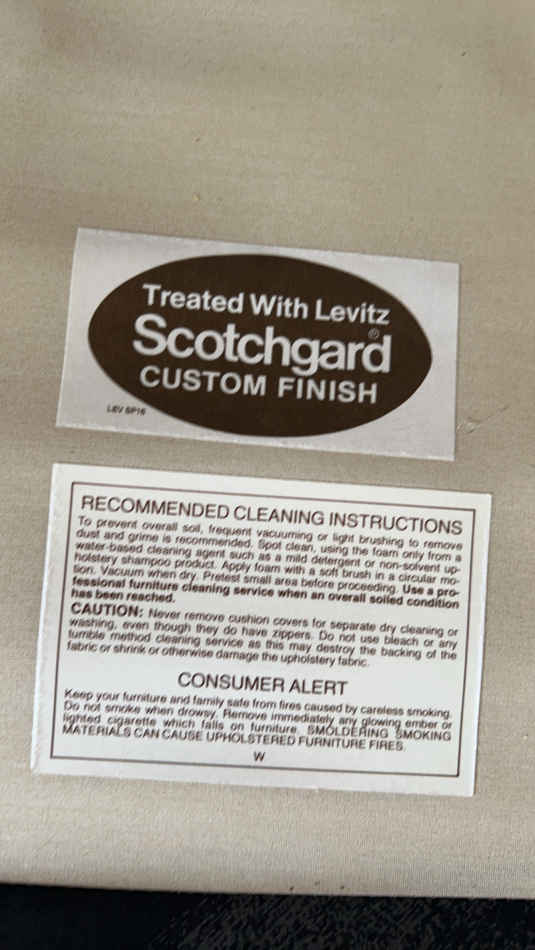 Treated With Levitz
Scotchgard®
CUSTOM FINISH
LEV SP16
RECOMMENDED CLEANING INSTRUCTIONS
To prevent overall soil, frequent vacuuming or light brushing to remove
dust and grime is recommended. Spot clean, using the foam only from a
water-based cleaning agent such as a mild detergent or non-solvent up-
holstery shampoo product. Apply foam with a soft brush in a circular mo-
tion. Vacuum when dry. Pretest small area before proceeding. Use a pro-
fessional furniture cleaning service when an overall soiled condition
has been reached.
CAUTION: Never remove cushion covers for separate dry cleaning or
washing, even though they do have zippers. Do not use bleach or any
tumble method cleaning service as this may destroy the backing of the
fabric or shrink or otherwise damage the upholstery fabric.
CONSUMER ALERT
Keep your furniture and family safe from fires caused by careless smoking.
Do not smoke when drowsy. Remove immediately any glowing ember or
lighted cigarette which falls on furniture. SMOLDERING SMOKING
MATERIALS CAN CAUSE UPHOLSTERED FURNITURE FIRES.
W